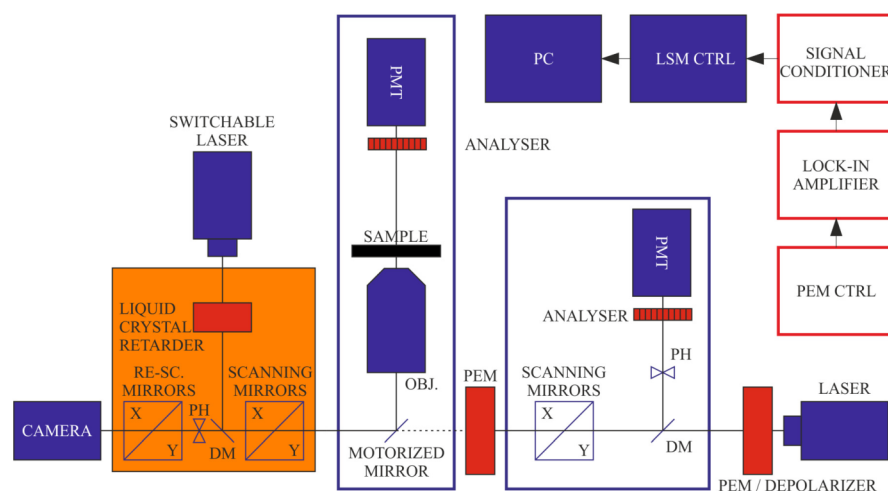 PMT
PC
LSM CTRL
SIGNAL
CONDITIONER
SWITCHABLE
LASER
ANALYSER
LOCK-IN
AMPLIFIER
SAMPLE
PMT
PEM CTRL
LIQUID
CRYSTAL
RETARDER
ANALYSER
RE-SC.
MIRRORS
SCANNING
MIRRORS
OBJ.
PEM
SCANNING
MIRRORS
PH
LASER
CAMERA
X
Y
PH
DM
X
Y
MOTORIZED
MIRROR
X
Y
DM
PEM / DEPOLARIZER